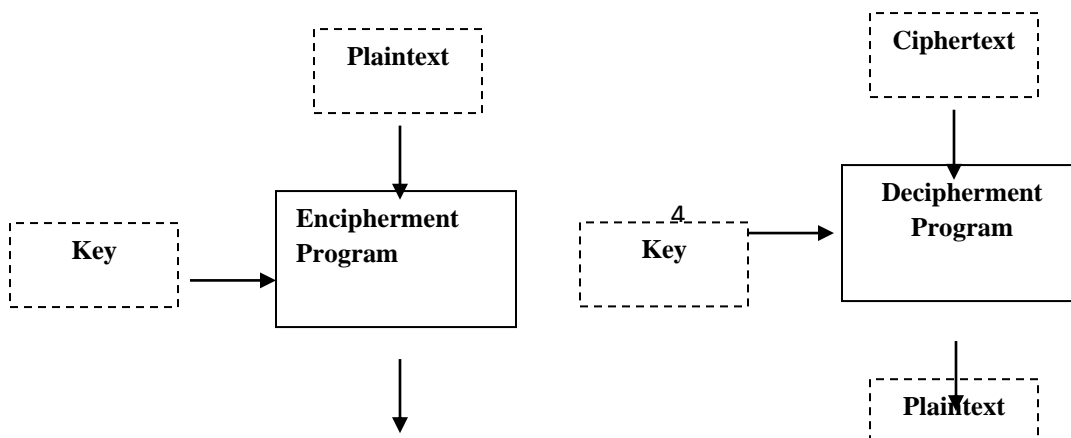 Plaintext
Encipherment
Program
Key
Ciphertext
Decipherment
Program
4
Key
Plaintext